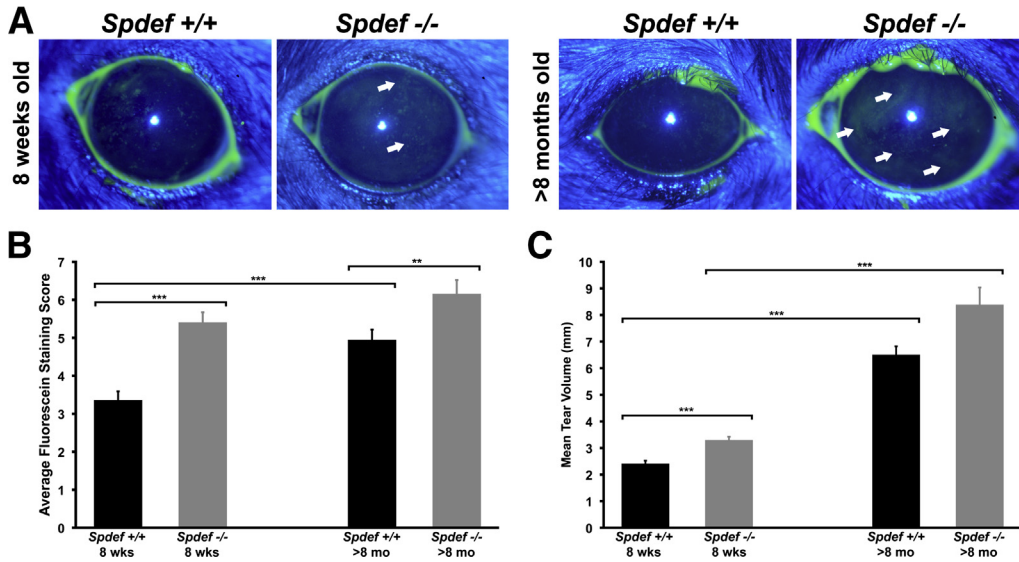 A
Spdef +/+
Spdef -/-
Spdef +/+
Spdef -/-
8 weeks old
>8 months old
B
Average Fluorescein Staining Score
7
6
5
4
3
2
1
0
***
***
**
Spdef +/+
8 wks
Spdef -/-
8 wks
Spdef +/+
>8 mo
Spdef -/-
>8 mo
C
Mean Tear Volume (mm)
10
9
8
7
6
5
4
3
2
1
0
***
***
***
Spdef +/+
8 wks
Spdef -/-
8 wks
Spdef +/+
>8 mo
Spdef -/-
>8 mo